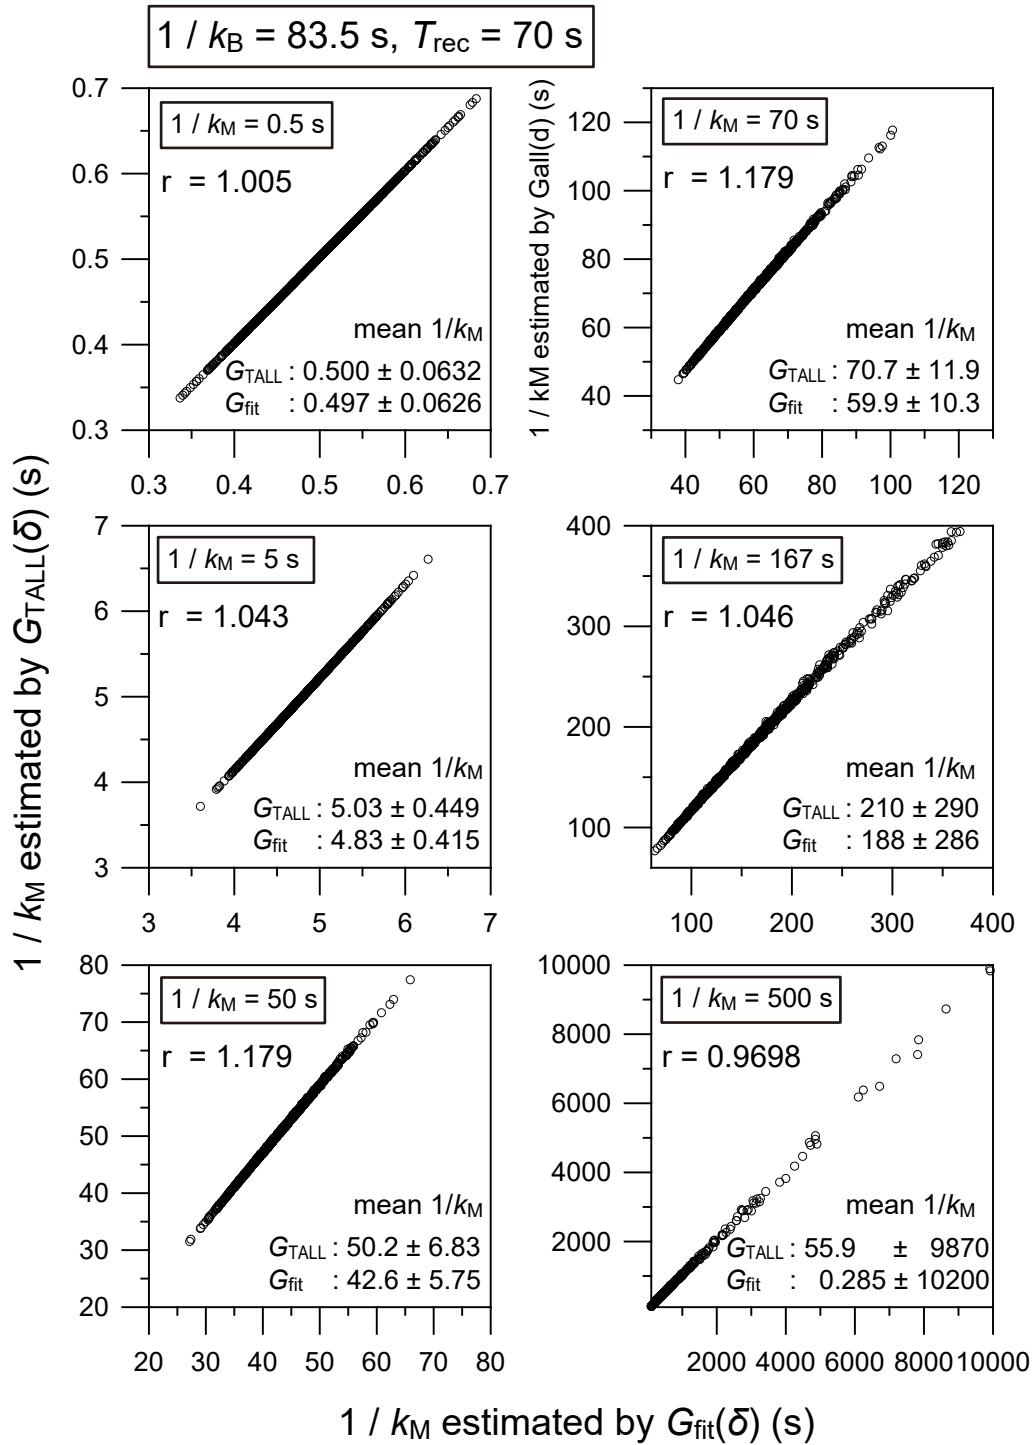 1 / kB = 83.5 s, Trec = 70 s
1 / kM estimated by GTALL(δ) (s)
0.7
0.6
0.5
0.4
0.3
1 / kM = 0.5 s
r = 1.005
mean 1/kM
GTALL : 0.500 ± 0.0632
Gfit : 0.497 ± 0.0626
0.3 0.4 0.5 0.6 0.7
1 / kM estimated by Gall(d) (s)
120
100
80
60
40
1 / kM = 70 s
r = 1.179
mean 1/kM
GTALL : 70.7 ± 11.9
Gfit : 59.9 ± 10.3
40 60 80 100 120
7
6
5
4
3
1 / kM = 5 s
r = 1.043
mean 1/kM
GTALL : 5.03 ± 0.449
Gfit : 4.83 ± 0.415
3 4 5 6 7
400
300
200
100
1 / kM = 167 s
r = 1.046
mean 1/kM
GTALL : 210 ± 290
Gfit : 188 ± 286
100 200 300 400
80
70
60
50
40
30
20
1 / kM = 50 s
r = 1.179
mean 1/kM
GTALL : 50.2 ± 6.83
Gfit : 42.6 ± 5.75
20 30 40 50 60 70 80
10000
8000
6000
4000
2000
1 / kM = 500 s
r = 0.9698
mean 1/kM
GTALL : 55.9 ± 9870
Gfit : 0.285 ± 10200
2000 4000 6000 8000 10000
1 / kM estimated by Gfit(δ) (s)